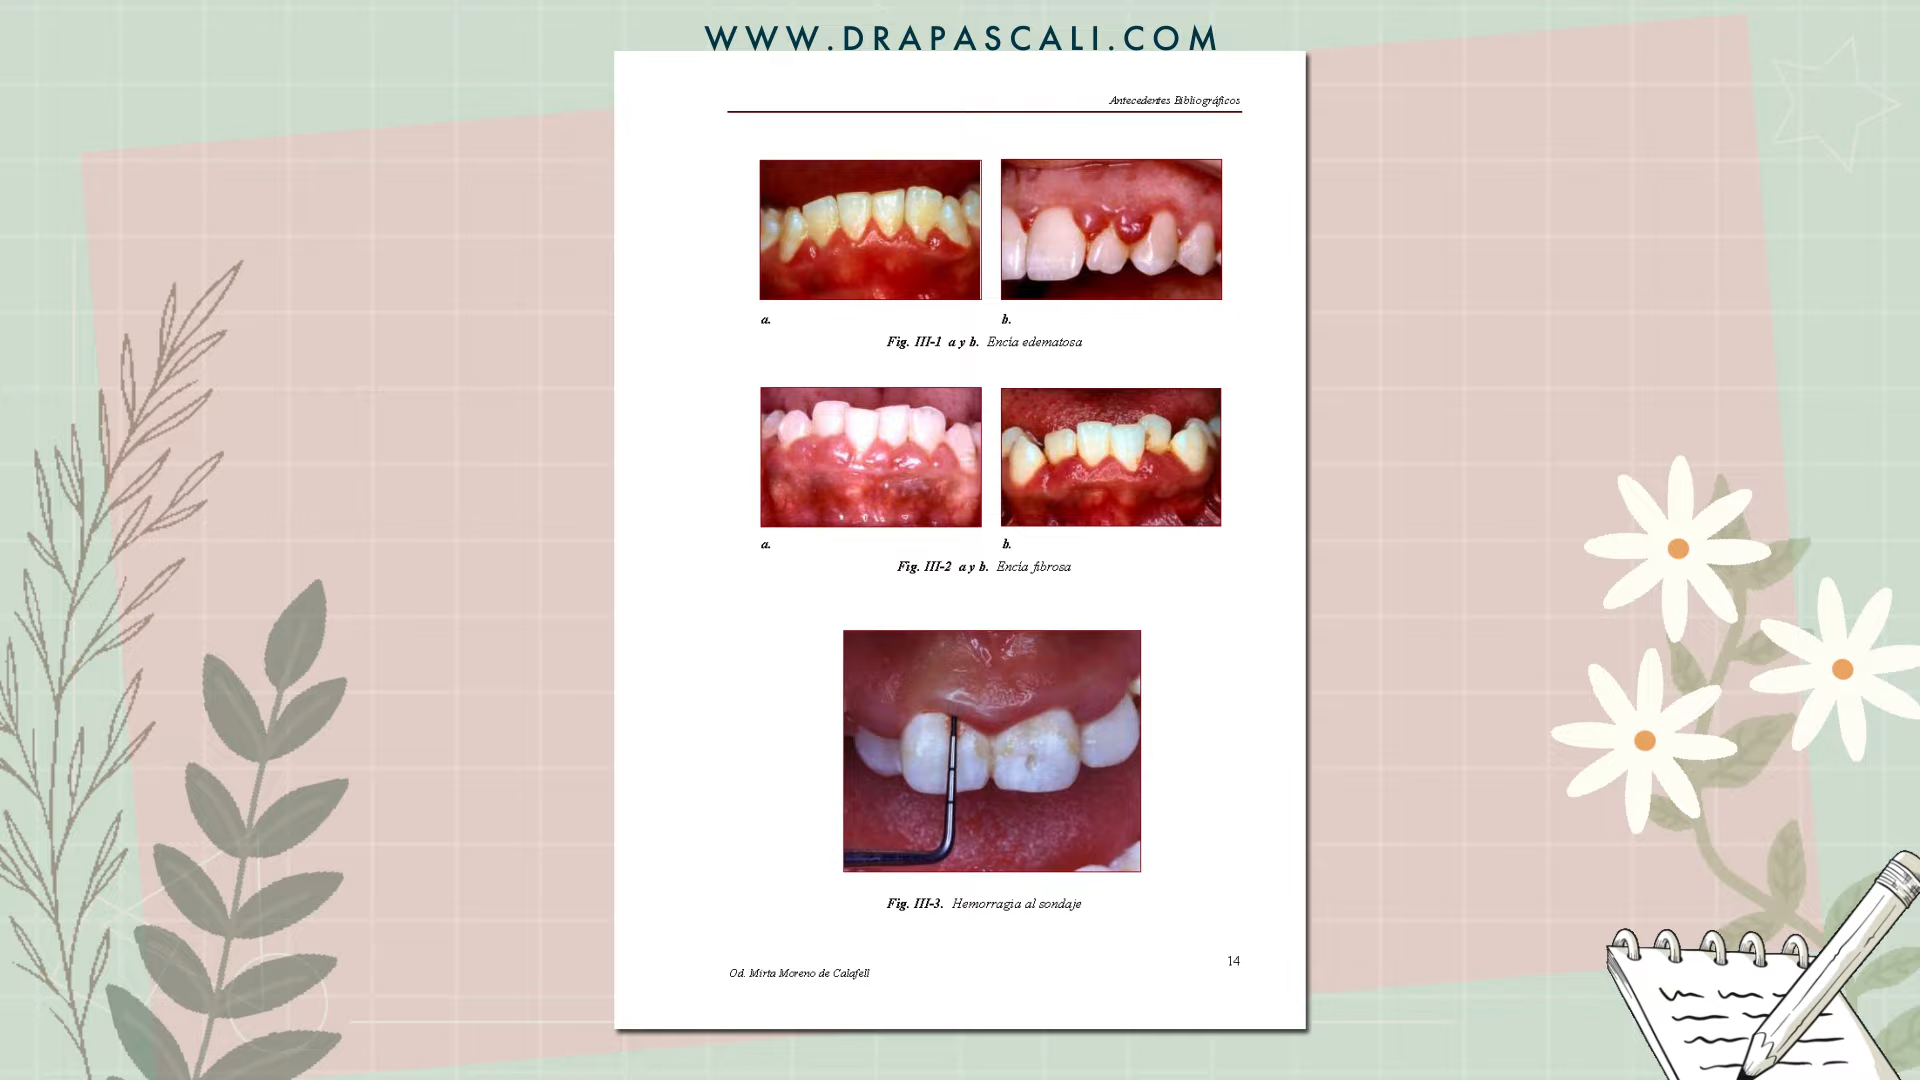 WWW.DRAPASCALI.COM
Antecedentes Bibliográficos
a.
b.
Fig. III-1 a y b. Encía edematosa
a.
b.
Fig. III-2 a y b. Encía fibrosa
Fig. III-3. Hemorragia al sondaje
14
Od. Mirta Moreno de Calafell